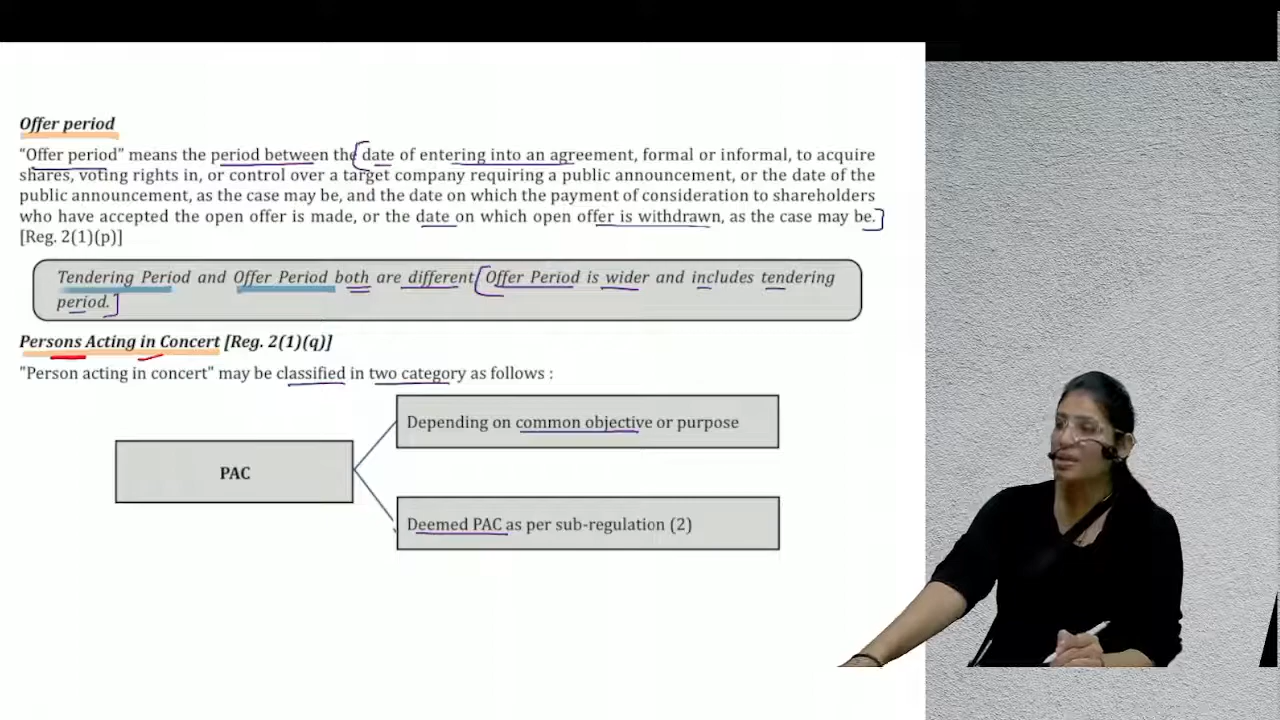 Offer period
“Offer period” means the period between the date of entering into an agreement, formal or informal, to acquire
shares, voting rights in, or control over a target company requiring a public announcement, or the date of the
public announcement, as the case may be, and the date on which the payment of consideration to shareholders
who have accepted the open offer is made, or the date on which open offer is withdrawn, as the case may be.
[Reg. 2(1)(p)]
Tendering Period and Offer Period both are different Offer Period is wider and includes tendering
period.
Persons Acting in Concert [Reg. 2(1)(q)]
"Person acting in concert" may be classified in two category as follows :
Depending on common objective or purpose
PAC
Deemed PAC as per sub-regulation (2)